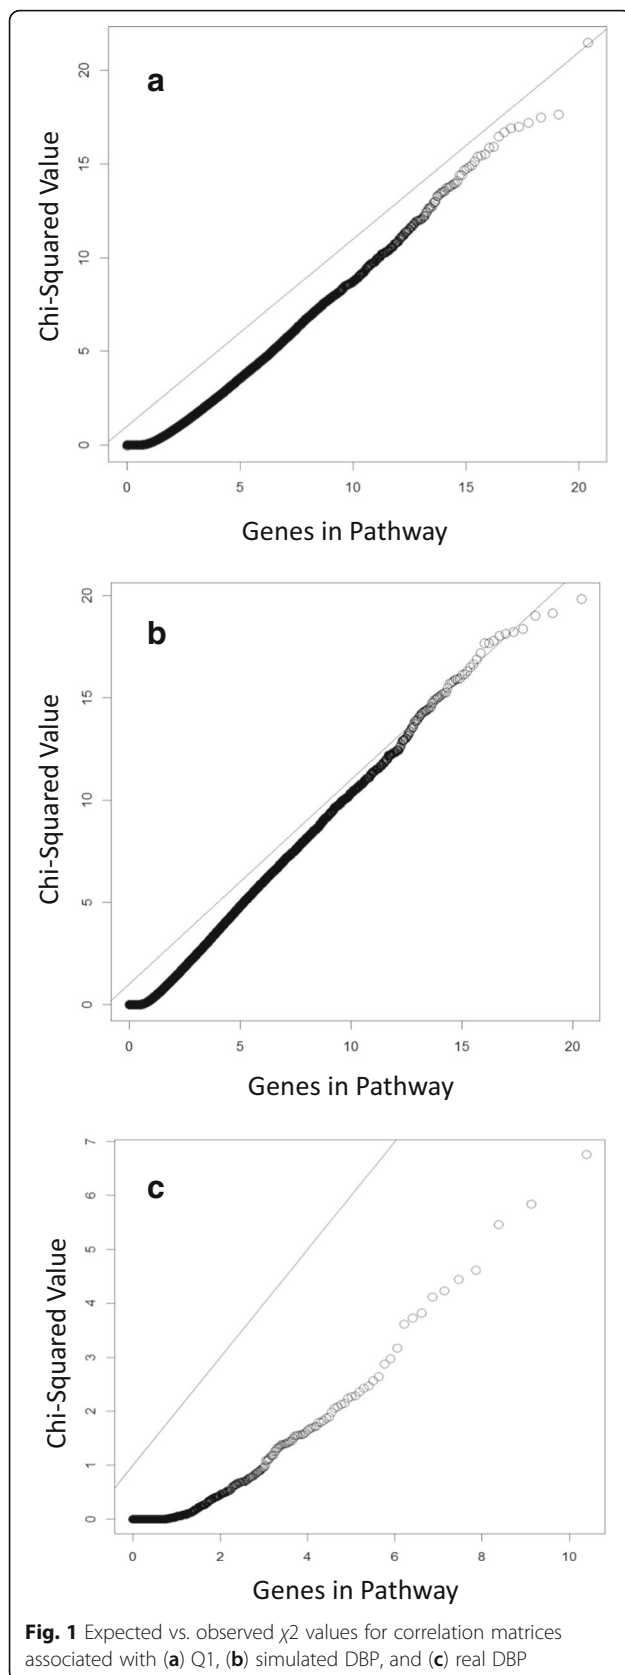 a
Chi-Squared Value
20
15
10
5
0
0 5 10 15 20
Genes in Pathway
b
Chi-Squared Value
20
15
10
5
0
0 5 10 15 20
Genes in Pathway
c
Chi-Squared Value
7
6
5
4
3
2
1
0
0 2 4 6 8 10
Genes in Pathway
Fig. 1 Expected vs. observed χ2 values for correlation matrices
associated with (a) Q1, (b) simulated DBP, and (c) real DBP